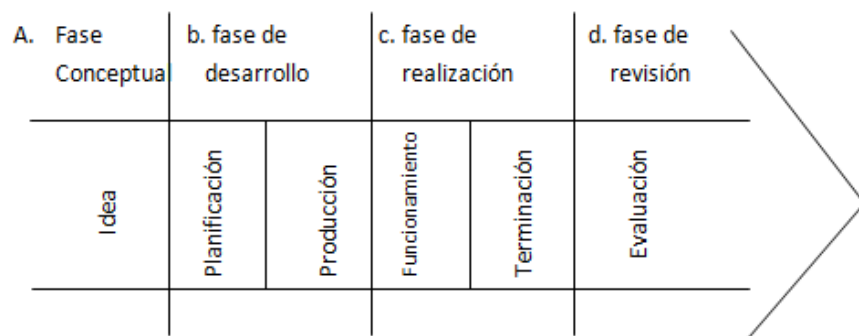 A. Fase
Conceptual
b. fase de
desarrollo
c. fase de
realización
d. fase de
revisión
Idea
Planificación
Producción
Funcionamiento
Terminación
Evaluación